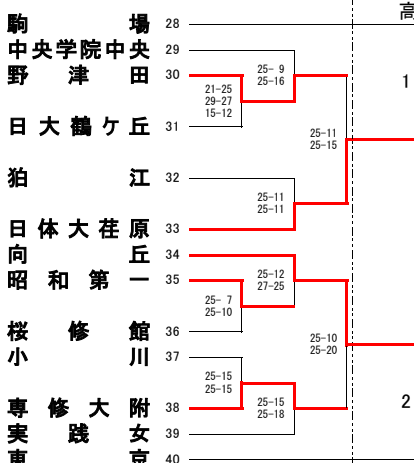 高
駒場 28
中央学院中央 29
野津田 30
日大鶴ケ丘 31
狛江 32
日体大荏原 33
向丘 34
昭和第一 35
桜修館 36
小川 37
専修大附 38
実践女 39
東京 40
21-25
29-27
15-12
25- 9
25-16
25-11
25-11
25-11
25-15
25- 7
25-10
25-12
27-25
25-15
25-15
25-15
25-18
25-10
25-20
1
2